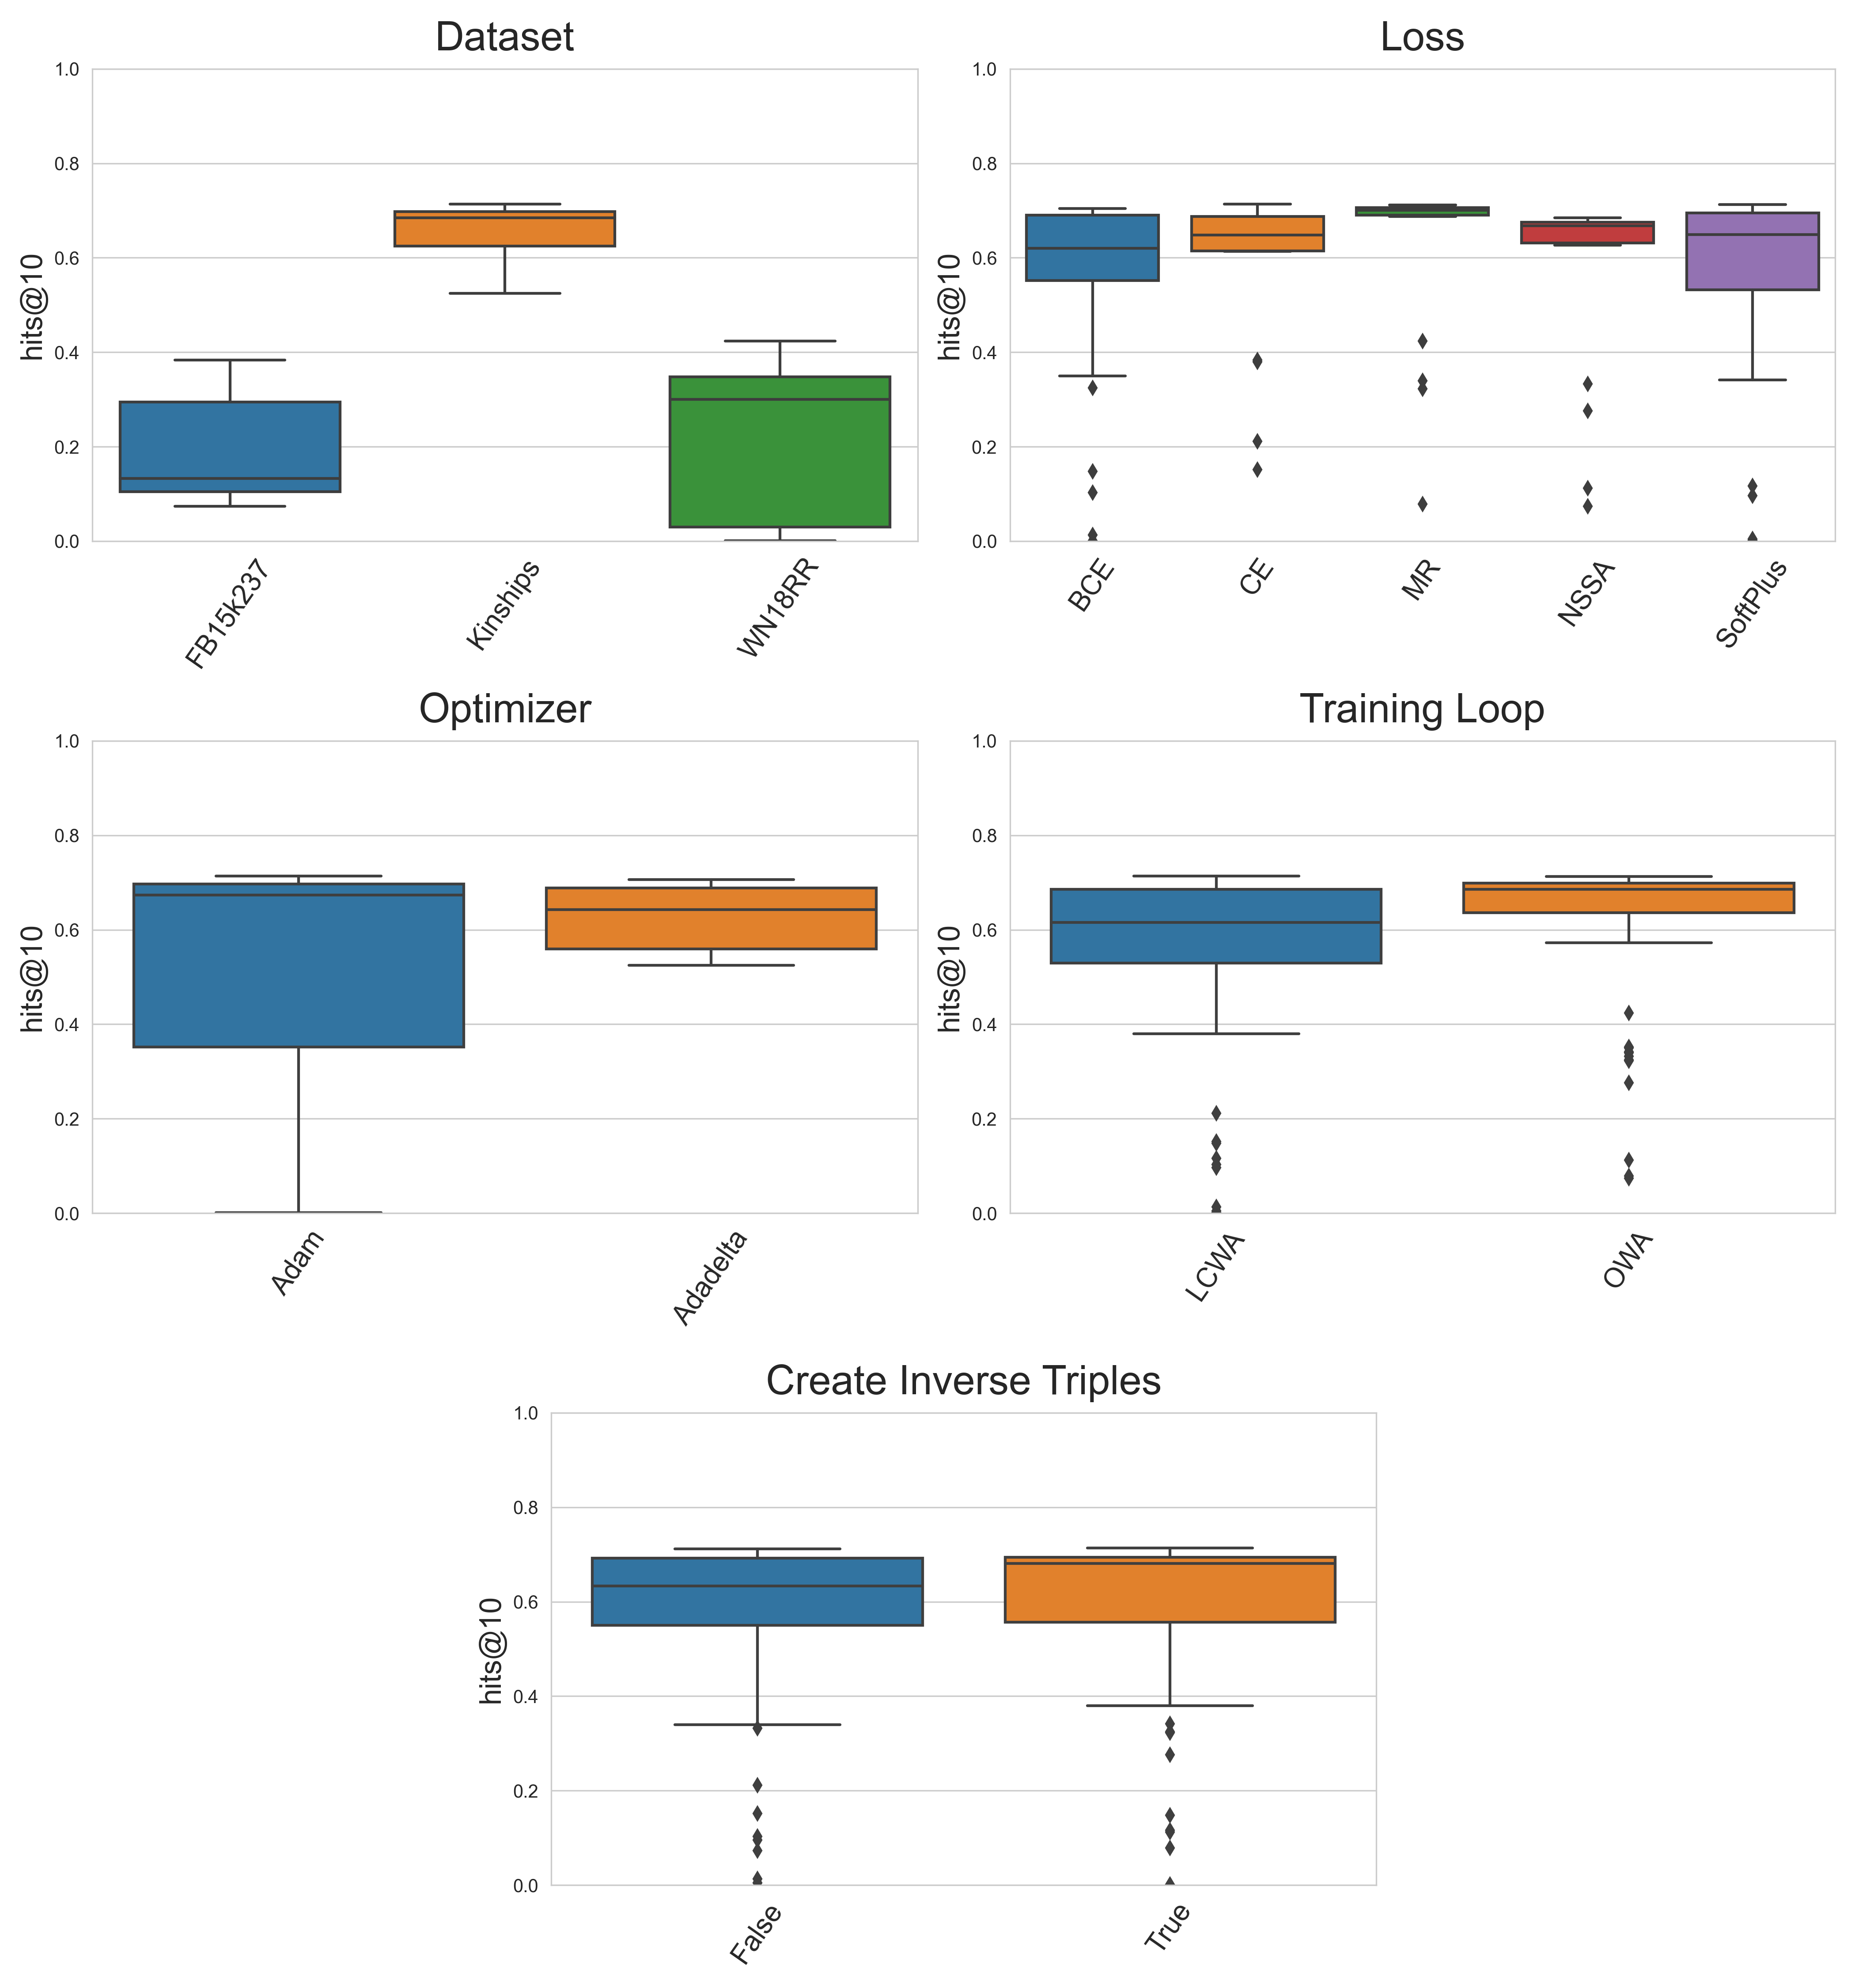 Dataset
1.0
0.8
0.6
0.4
0.2
0.0
hits@10
FB15k237
Kinships
WN18RR
Loss
1.0
0.8
0.6
0.4
0.2
0.0
hits@10
BCE
CE
MR
NSSA
SoftPlus
Optimizer
1.0
0.8
0.6
0.4
0.2
0.0
hits@10
Adam
Adadelta
Training Loop
1.0
0.8
0.6
0.4
0.2
0.0
hits@10
LCWA
OWA
Create Inverse Triples
1.0
0.8
0.6
0.4
0.2
0.0
hits@10
False
True